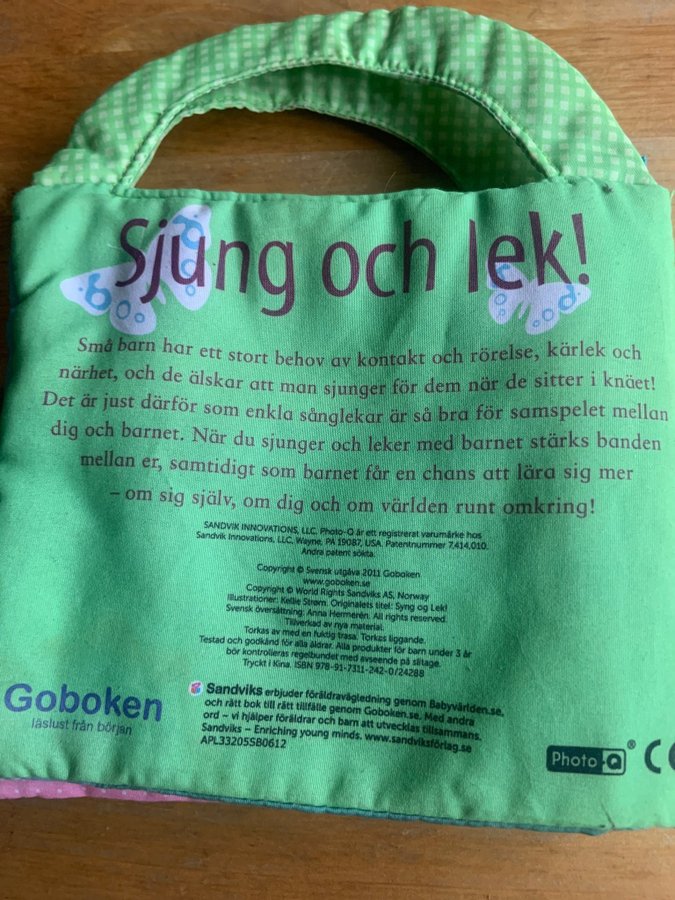 Sjung och lek!
Små barn har ett stort behov av kontakt och rörelse, kärlek och
närhet, och de älskar att man sjunger för dem när de sitter i knäet!
Det är just därför som enkla sånglekar är så bra för samspelet mellan
dig och barnet. När du sjunger och leker med barnet stärks banden
mellan er, samtidigt som barnet får en chans att lära sig mer
– om sig själv, om dig och om världen runt omkring!
SANDVIK INNOVATIONS, LLC, Photo-Q är ett registrerat varumärke hos
Sandvik Innovations, LLC, Wayne, PA 19087, USA. Patentnummer 7,414,010.
Andra patent sökta.
Copyright © Svensk utgåva 2011 Goboken
www.goboken.se
Copyright © World Rights Sandviks AS, Norway
Illustrationer: Kellie Strøm. Originalets titel: Syng og Lek!
Svensk översättning: Anna Hermerén. All rights reserved.
Tillverkad av nya material.
Torkas av med en fuktig trasa. Torkas liggande.
Testad och godkänd för alla åldrar. Alla produkter för barn under 3 år
bör kontrolleras regelbundet med avseende på slitage.
Tryckt i Kina. ISBN 978-91-7311-242-0/24288
Goboken
läslust från början
Sandviks erbjuder föräldravägledning genom Babyvärlden.se,
och rätt bok till rätt tillfälle genom Goboken.se. Med andra
ord – vi hjälper föräldrar och barn att utvecklas tillsammans.
Sandviks – Enriching young minds. www.sandviksförlag.se
APL33205SB0612
Photo-Q®
CE